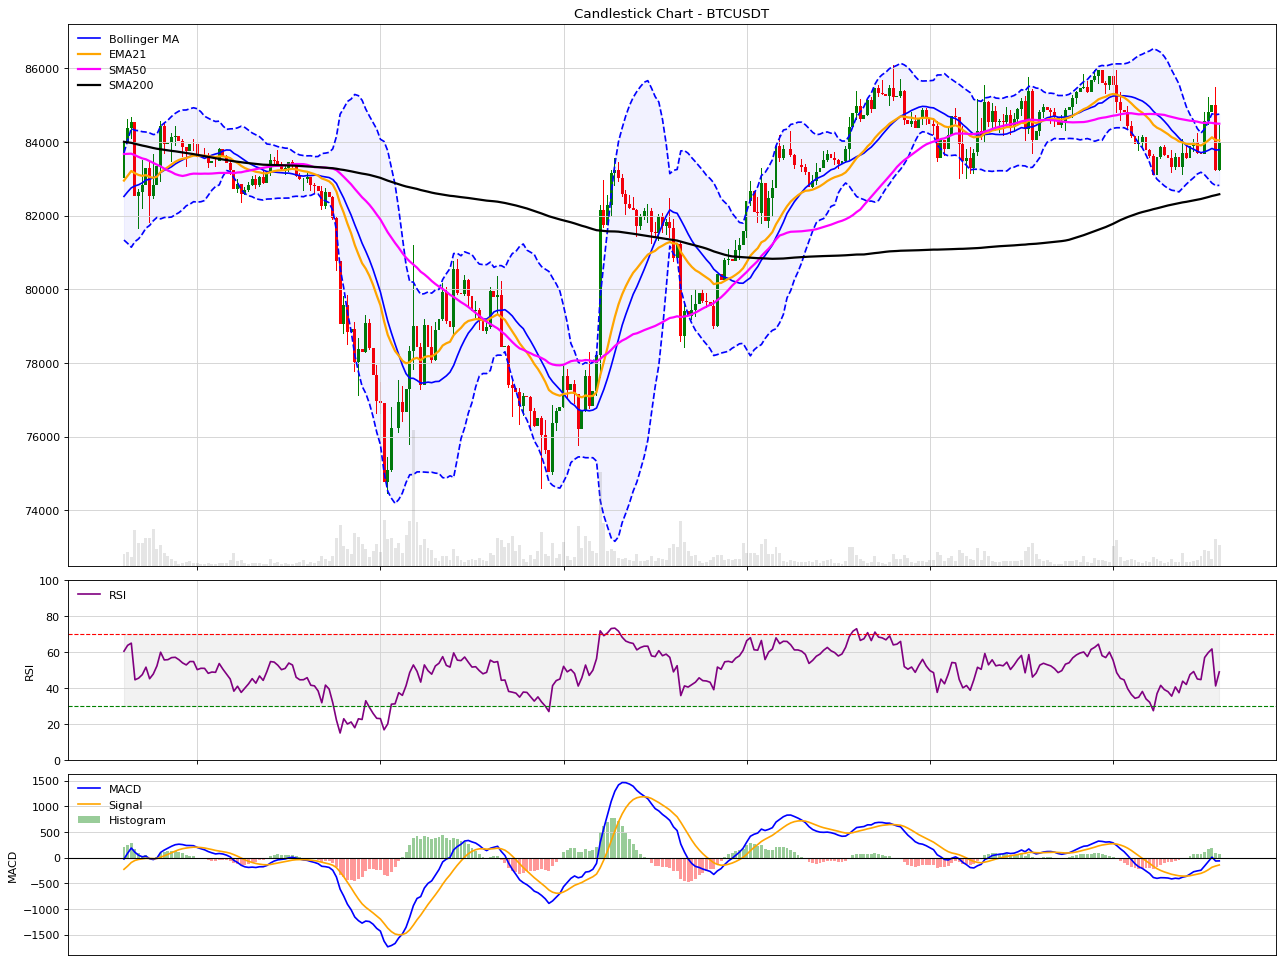 Candlestick Chart - BTCUSDT
Bollinger MA
EMA21
SMA50
SMA200
86000
84000
82000
80000
78000
76000
74000
100
80
60
40
20
0
RSI
RSI
1500
1000
500
0
−500
−1000
−1500
MACD
MACD
Signal
Histogram